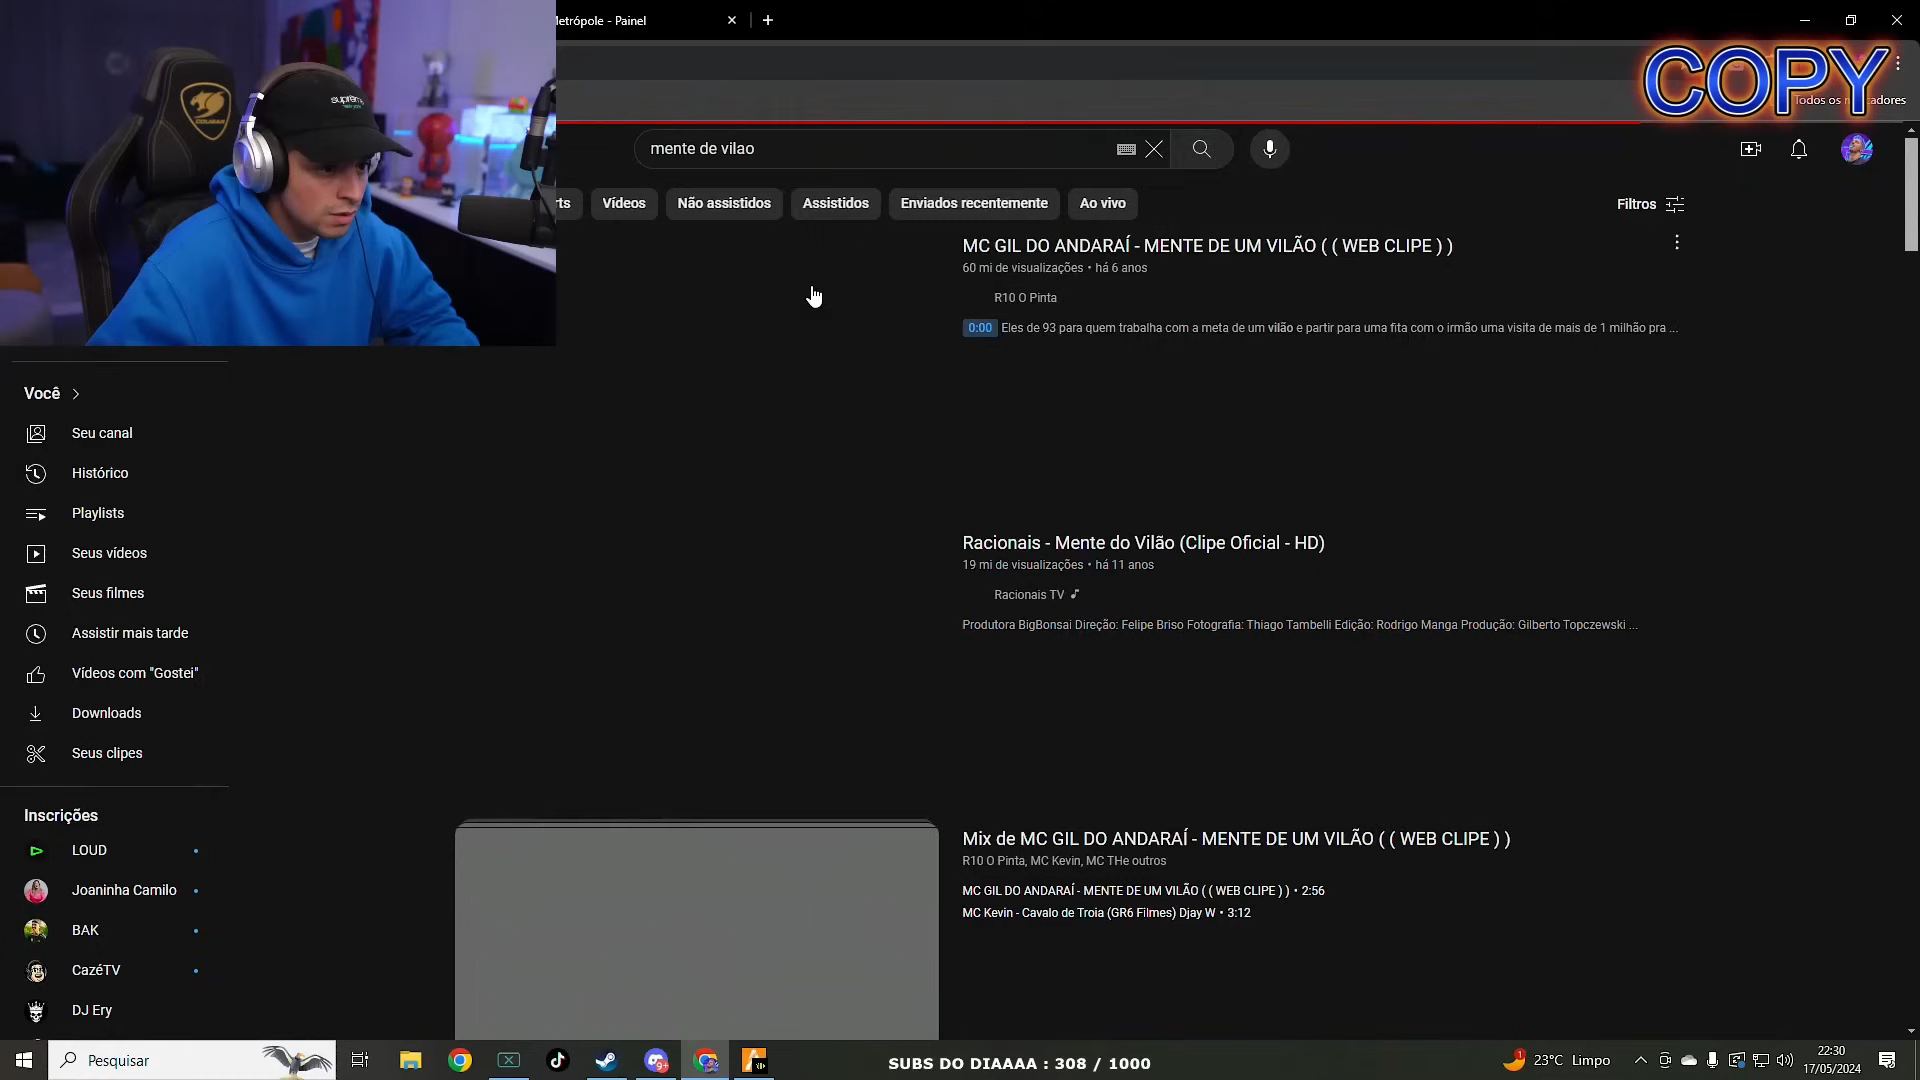 etrópole - Painel
COPY
Todos os
adores
mente de vilao
rts
Vídeos
Não assistidos
Assistidos
Enviados recentemente
Ao vivo
Filtros
MC GIL DO ANDARAÍ - MENTE DE UM VILÃO ( ( WEB CLIPE ) )
60 mi de visualizações • há 6 anos
R10 O Pinta
0:00 Eles de 93 para quem trabalha com a meta de um vilão e partir para uma fita com o irmão uma visita de mais de 1 milhão pra ...
Racionais - Mente do Vilão (Clipe Oficial - HD)
19 mi de visualizações • há 11 anos
Racionais TV
Produtora BigBonsai Direção: Felipe Briso Fotografia: Thiago Tambelli Edição: Rodrigo Manga Produção: Gilberto Topczewski ...
Mix de MC GIL DO ANDARAÍ - MENTE DE UM VILÃO ( ( WEB CLIPE ) )
R10 O Pinta, MC Kevin, MC THe outros
MC GIL DO ANDARAÍ - MENTE DE UM VILÃO ( ( WEB CLIPE ) ) • 2:56
MC Kevin - Cavalo de Troia (GR6 Filmes) Djay W • 3:12
Você
Seu canal
Histórico
Playlists
Seus vídeos
Seus filmes
Assistir mais tarde
Vídeos com "Gostei"
Downloads
Seus clipes
Inscrições
LOUD
Joaninha Camilo
BAK
CazéTV
DJ Ery
COUGAR
Supreme
Pesquisar
SUBS DO DIAAAA : 308 / 1000
1
23°C Limpo
22:30
17/05/2024